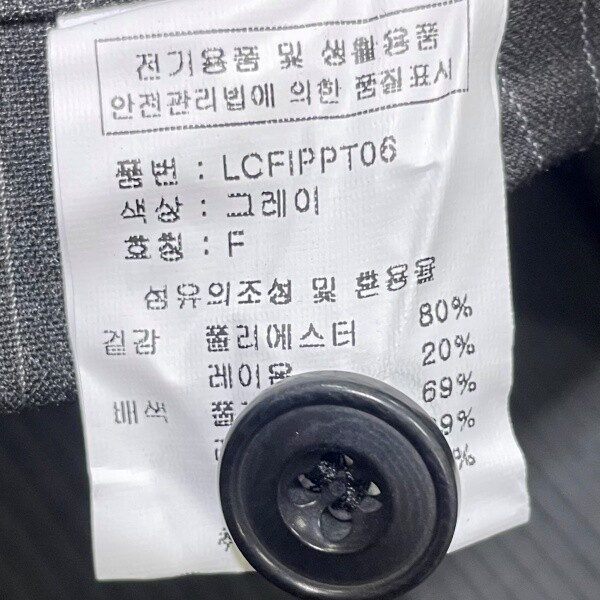 전기용품 및 생활용품
안전관리법에 의한 품질표시
품번 : LCFIPPT06
색상 : 그레이
호칭 : F
섬유의조성 및 혼용율
겉감 폴리에스터 80%
레이온 20%
배색 69%
9%
%